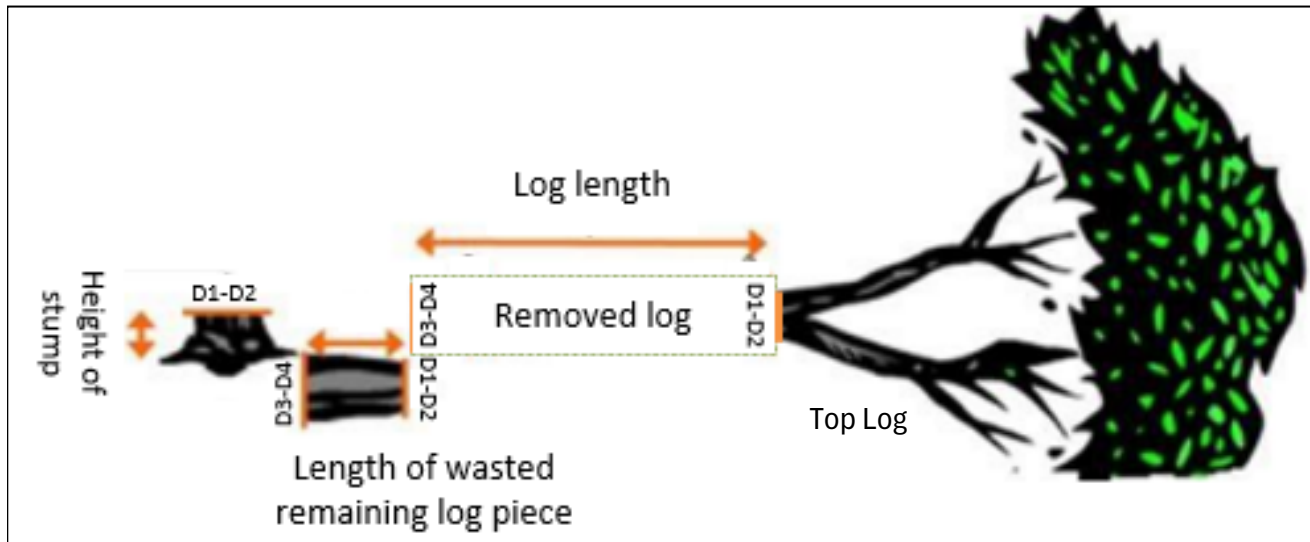 Log length
Height of
stump
D1-D2
D3-D4
Removed log
D1-D2
D3-D4
D1-D2
Top Log
Length of wasted
remaining log piece